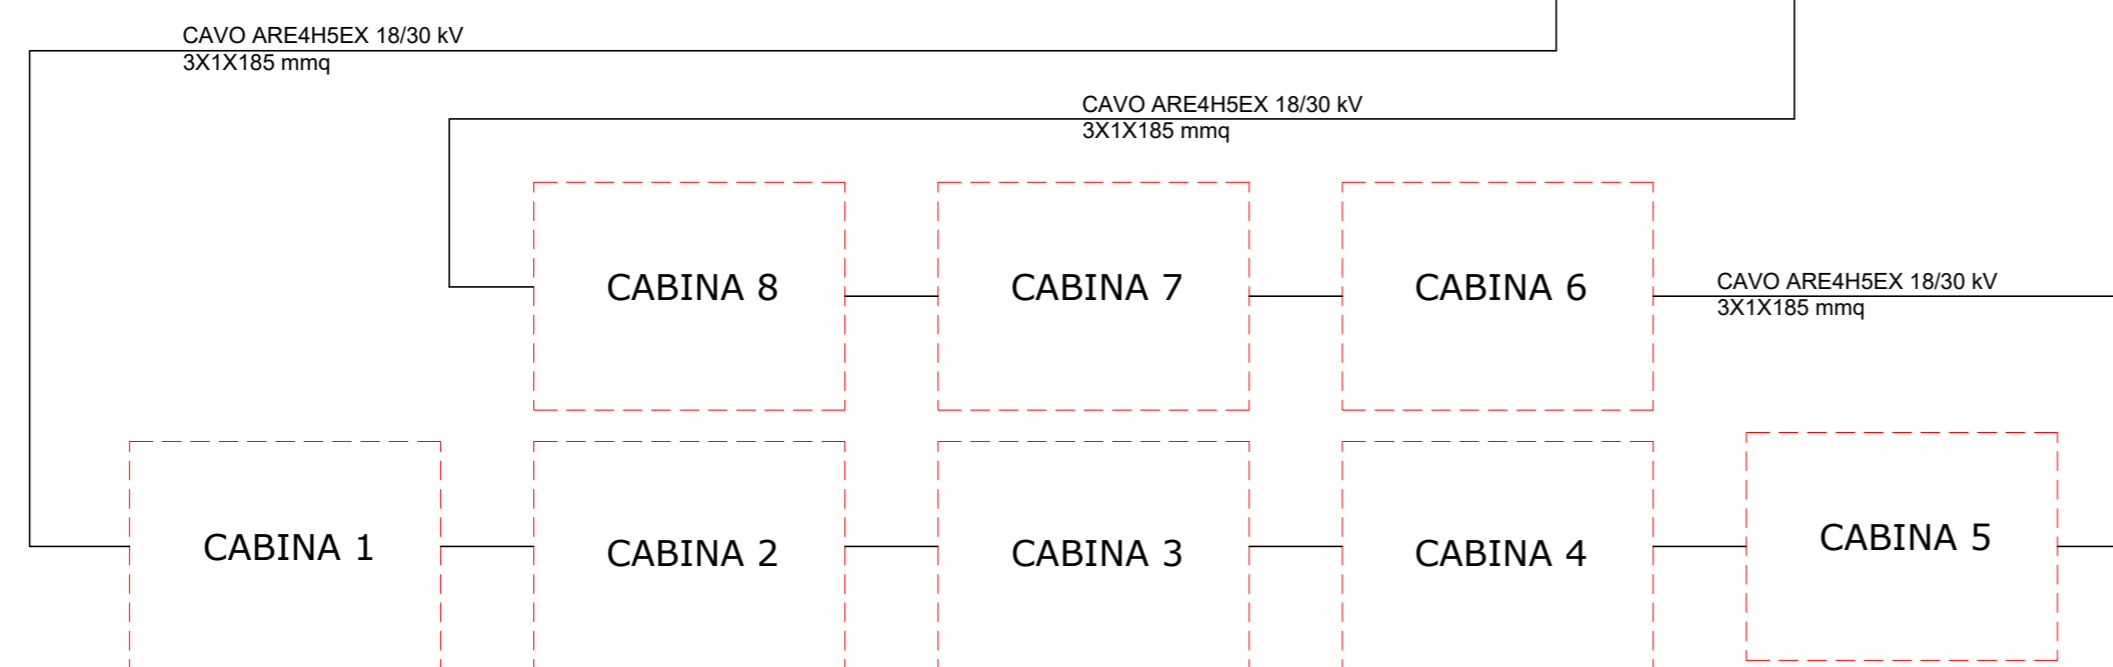 CAVO ARE4H5EX 18/30 kV
3X1X185 mmq
CAVO ARE4H5EX 18/30 kV
3X1X185 mmq
CABINA 8
CABINA 7
CABINA 6
CAVO ARE4H5EX 18/30 kV
3X1X185 mmq
CABINA 1
CABINA 2
CABINA 3
CABINA 4
CABINA 5